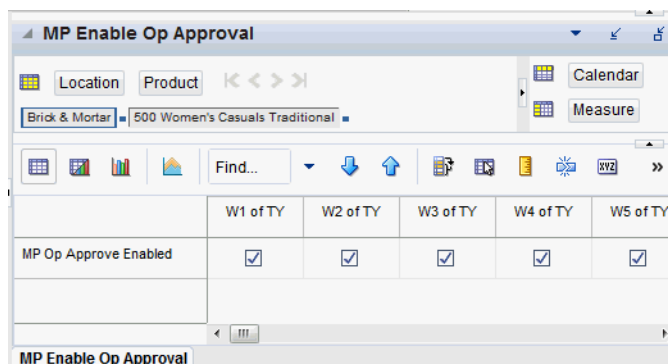 MP Enable Op Approval
Location Product
Calendar
Measure
Brick & Mortar 500 Women's Casuals Traditional
Find...
XYZ
W1 of TY W2 of TY W3 of TY W4 of TY W5 of TY
MP Op Approve Enabled
MP Enable Op Approval